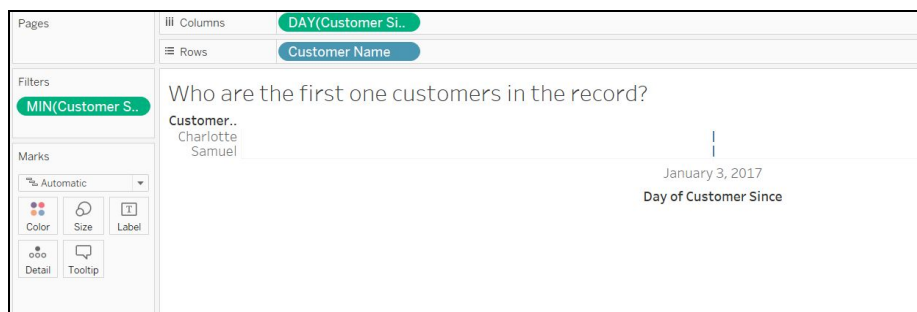 Pages
Columns
DAY(Customer Si..
Rows
Customer Name
Filters
MIN(Customer S..
Marks
Automatic
Color
Size
Label
Detail
Tooltip
Who are the first one customers in the record?
Customer..
Charlotte
Samuel
January 3, 2017
Day of Customer Since